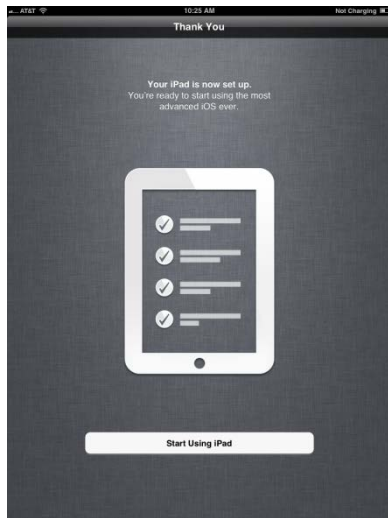 AT&T 10:25 AM Not Charging
Thank You
Your iPad is now set up.
You're ready to start using the most
advanced iOS ever.
Start Using iPad